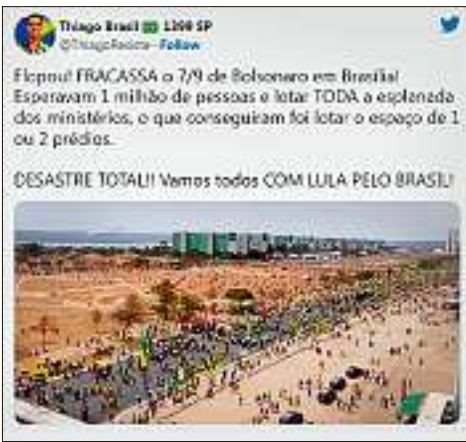 Thiago Brasil 1399 SP
@ThiagoResiste · Follow
Flopou! FRACASSA o 7/9 de Bolsonaro em Brasília!
Esperavam 1 milhão de pessoas e lotar TODA a esplanada
dos ministérios, o que conseguiram foi lotar o espaço de 1
ou 2 prédios.
DESASTRE TOTAL!! Vamos todos COM LULA PELO BRASIL!